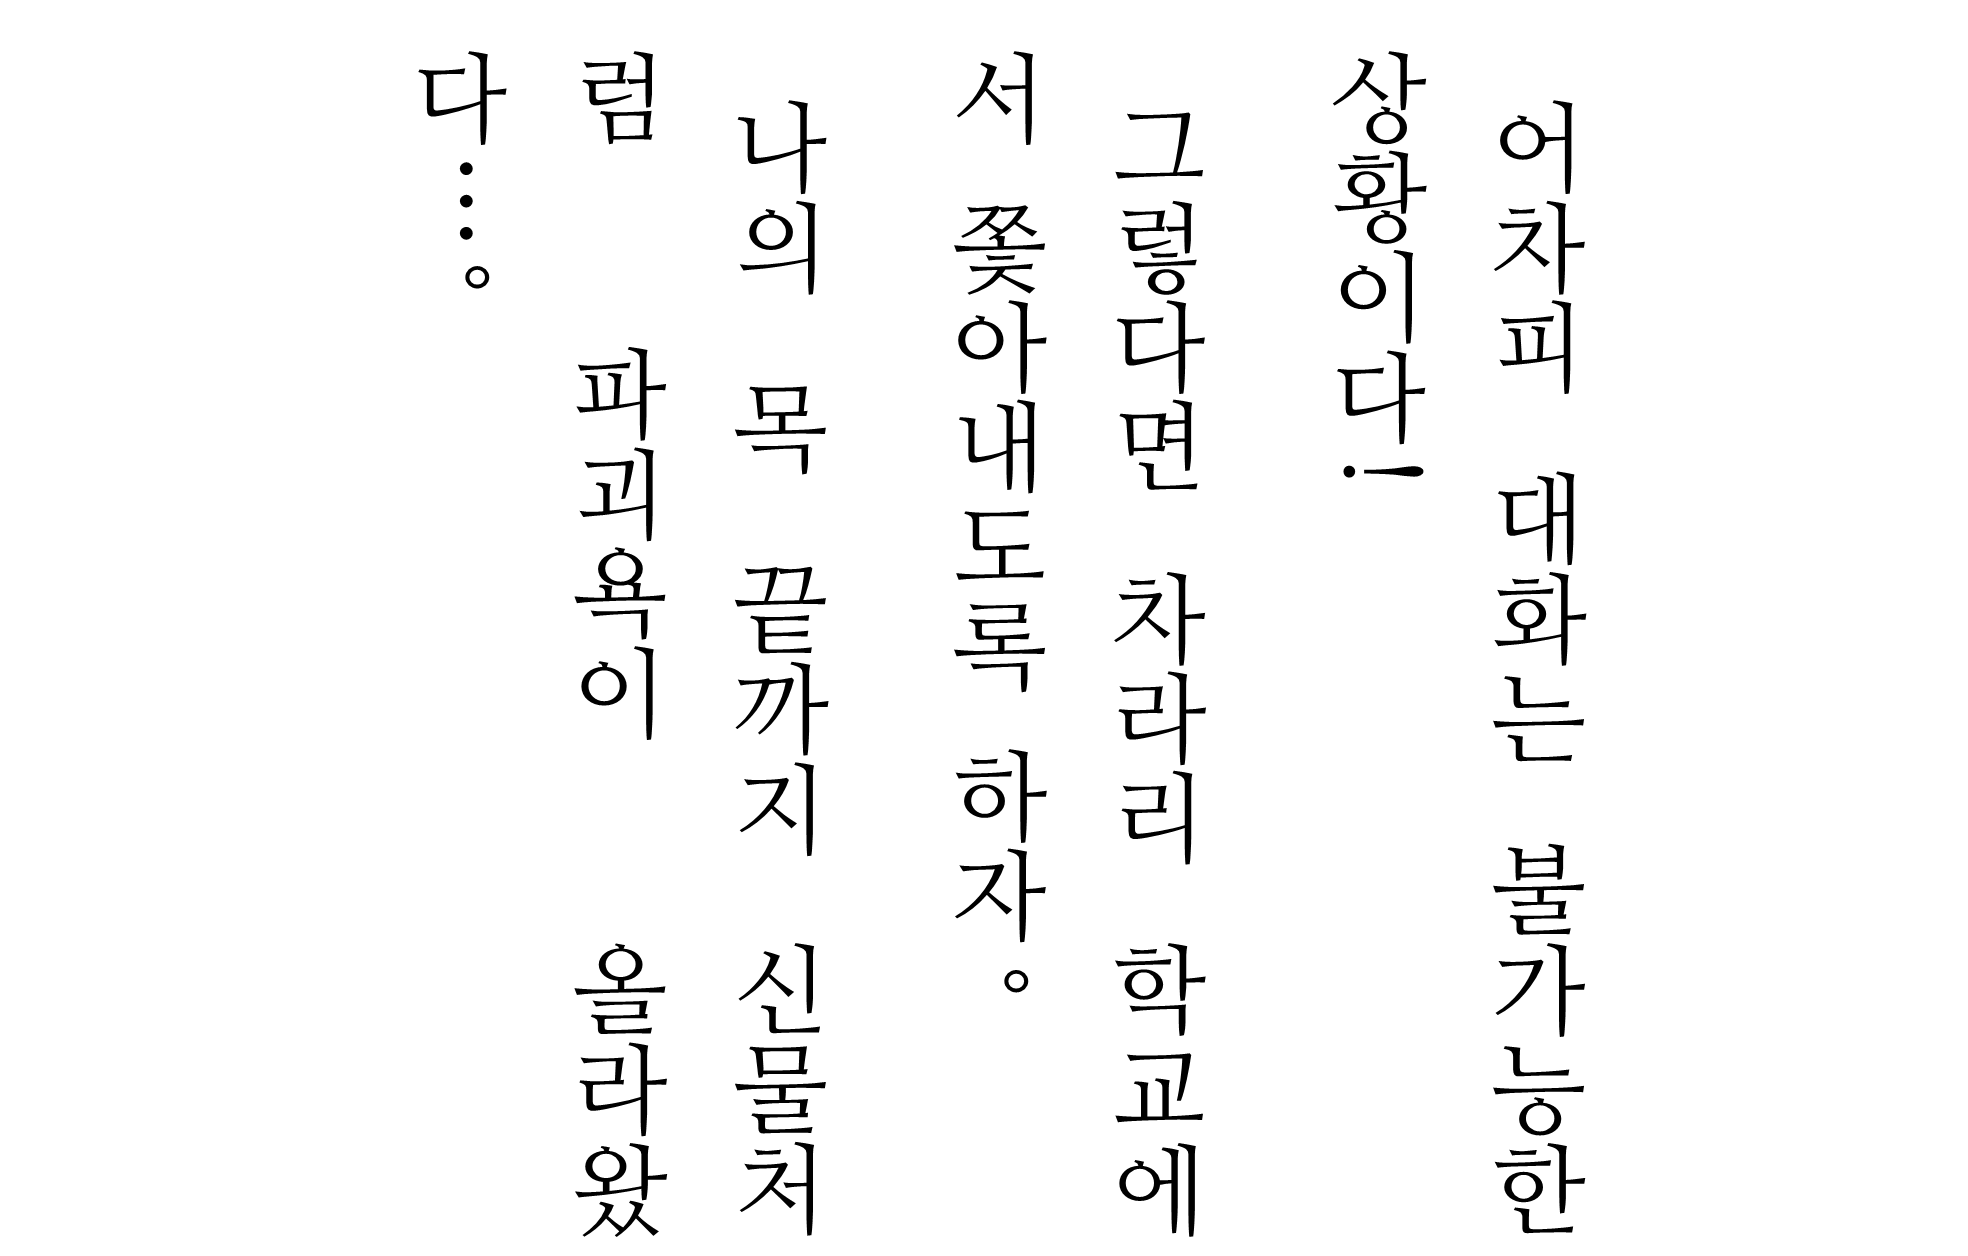 어차피 대화는 불가능한
상황이다!
그렇다면 차라리 학교에
서 쫓아내도록 하자。
나의 목 끝까지 신물처
럼 파괴욕이 올라왔
다…。